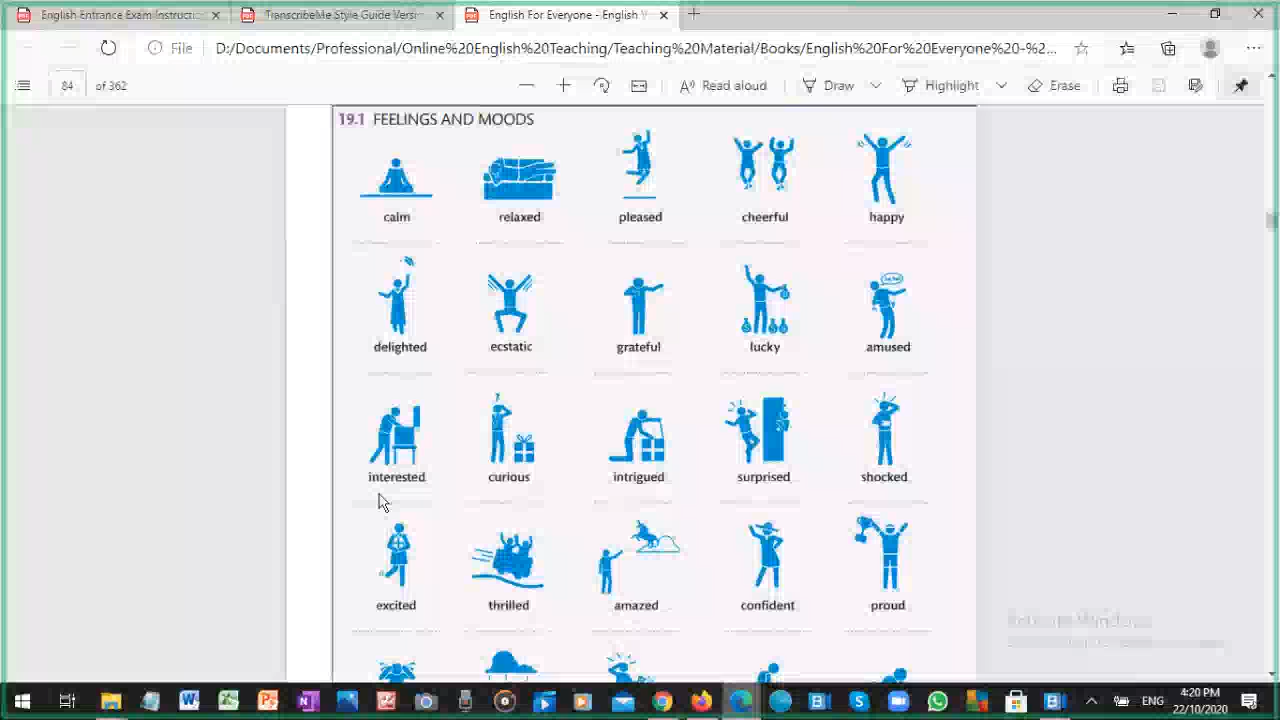 English Entrance Exam Instructi
TranscribeMe Style Guide Versi
English For Everyone - English V
File
D:/Documents/Professional/Online%20English%20Teaching/Teaching%20Material/Books/English%20For%20Everyone%20-%2...
84 of 362
Read aloud
Draw
Highlight
Erase
19.1 FEELINGS AND MOODS
calm relaxed pleased cheerful happy
delighted ecstatic grateful lucky amused
interested curious intrigued surprised shocked
excited thrilled amazed confident proud
ENG
4:20 PM
22/10/2020